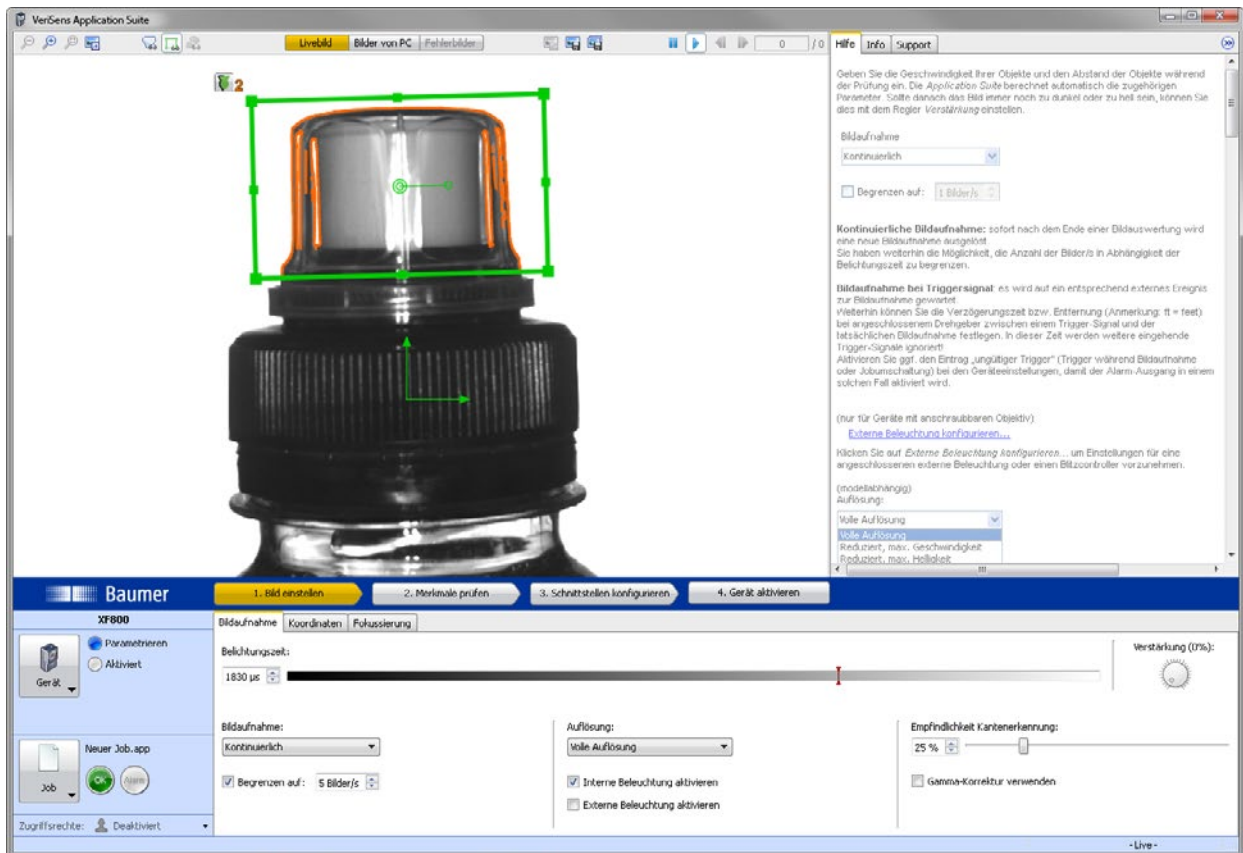 VeriSens Application Suite
Livebild Bilder von PC Fehlerbilder
0 / 0
Hilfe Info Support
2
Geben Sie die Geschwindigkeit Ihrer Objekte und den Abstand der Objekte während
der Prüfung ein. Die Application Suite berechnet automatisch die zugehörigen
Parameter. Sollte danach das Bild immer noch zu dunkel oder zu hell sein, können Sie
dies mit dem Regler Verstärkung einstellen.
Bildaufnahme
Kontinuierlich
Begrenzen auf: 1 Bilder/s
Kontinuierliche Bildaufnahme: sofort nach dem Ende einer Bildauswertung wird
eine neue Bildaufnahme ausgelöst.
Sie haben weiterhin die Möglichkeit, die Anzahl der Bilder/s in Abhängigkeit der
Belichtungszeit zu begrenzen.
Bildaufnahme bei Triggersignal: es wird auf ein entsprechend externes Ereignis
zur Bildaufnahme gewartet.
Weiterhin können Sie die Verzögerungszeit bzw. Entfernung (Anmerkung: ft = feet)
bei angeschlossenem Drehgeber zwischen einem Trigger-Signal und der
tatsächlichen Bildaufnahme festlegen. In dieser Zeit werden weitere eingehende
Trigger-Signale ignoriert!
Aktivieren Sie ggf. den Eintrag „ungültiger Trigger" (Trigger während Bildaufnahme
oder Jobumschaltung) bei den Geräteeinstellungen, damit der Alarm-Ausgang in einem
solchen Fall aktiviert wird.
(nur für Geräte mit anschraubbaren Objektiv)
Externe Beleuchtung konfigurieren...
Klicken Sie auf Externe Beleuchtung konfigurieren... um Einstellungen für eine
angeschlossenen externe Beleuchtung oder einen Blitzcontroller vorzunehmen.
(modellabhängig)
Auflösung:
Volle Auflösung
Volle Auflösung
Reduziert, max. Geschwindigkeit
Reduziert, max. Helligkeit
Baumer
1. Bild einstellen 2. Merkmale prüfen 3. Schnittstellen konfigurieren 4. Gerät aktivieren
XF800
Parametrieren
Aktiviert
Gerät
Bildaufnahme Koordinaten Fokussierung
Belichtungszeit:
1830 µs
Verstärkung (0%):
Bildaufnahme:
Kontinuierlich
Begrenzen auf: 5 Bilder/s
Auflösung:
Volle Auflösung
Interne Beleuchtung aktivieren
Externe Beleuchtung aktivieren
Empfindlichkeit Kantenerkennung:
25 %
Gamma-Korrektur verwenden
Neuer Job.app
Job
OK Alarm
Zugriffsrechte: Deaktiviert
-Live-